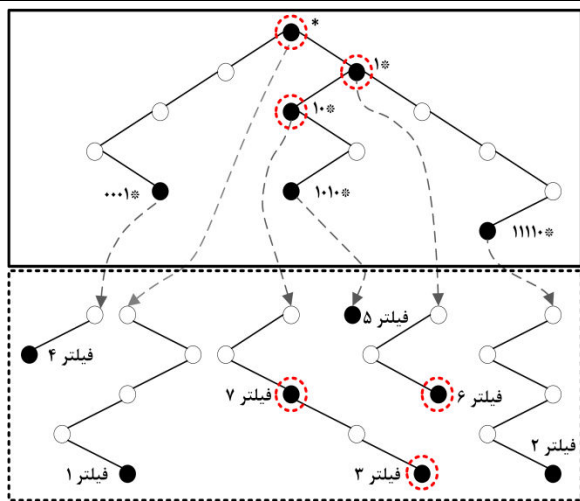 *
۱*
۱۰*
۰۰۰۱*
۱۰۱۰*
۱۱۱۱۰*
فیلتر ۵
فیلتر ۴
فیلتر ۶
فیلتر ۷
فیلتر ۲
فیلتر ۳
فیلتر ۱